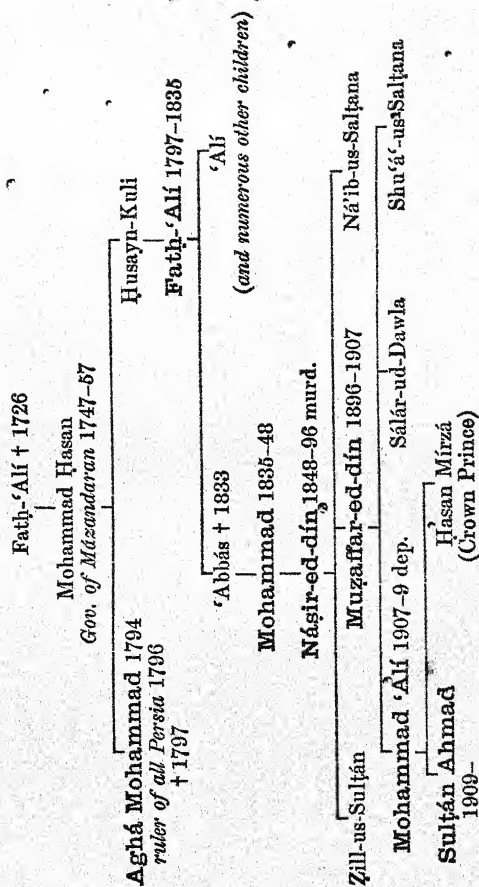 Fatḥ-‘Alí † 1726
Mohammad Ḥasan
Gov. of Mázandaran 1747–57
Aghá Mohammad 1794
ruler of all Persia 1796
† 1797
Ḥusayn-Kuli
Fatḥ-‘Alí 1797–1835
‘Abbás † 1833
‘Alí
(and numerous other children)
Mohammad 1835–48
Náṣir-ed-dín 1848–96 murd.
Ẓill-us-Sulṭán
Muẓaffar-ed-dín 1896–1907
Ná’ib-us-Salṭana
Mohammad ‘Alí 1907–9 dep.
Sálár-ud-Dawla
Shu‘á‘-us-Salṭana
Sulṭán Aḥmad
1909–
Ḥasan Mírzá
(Crown Prince)